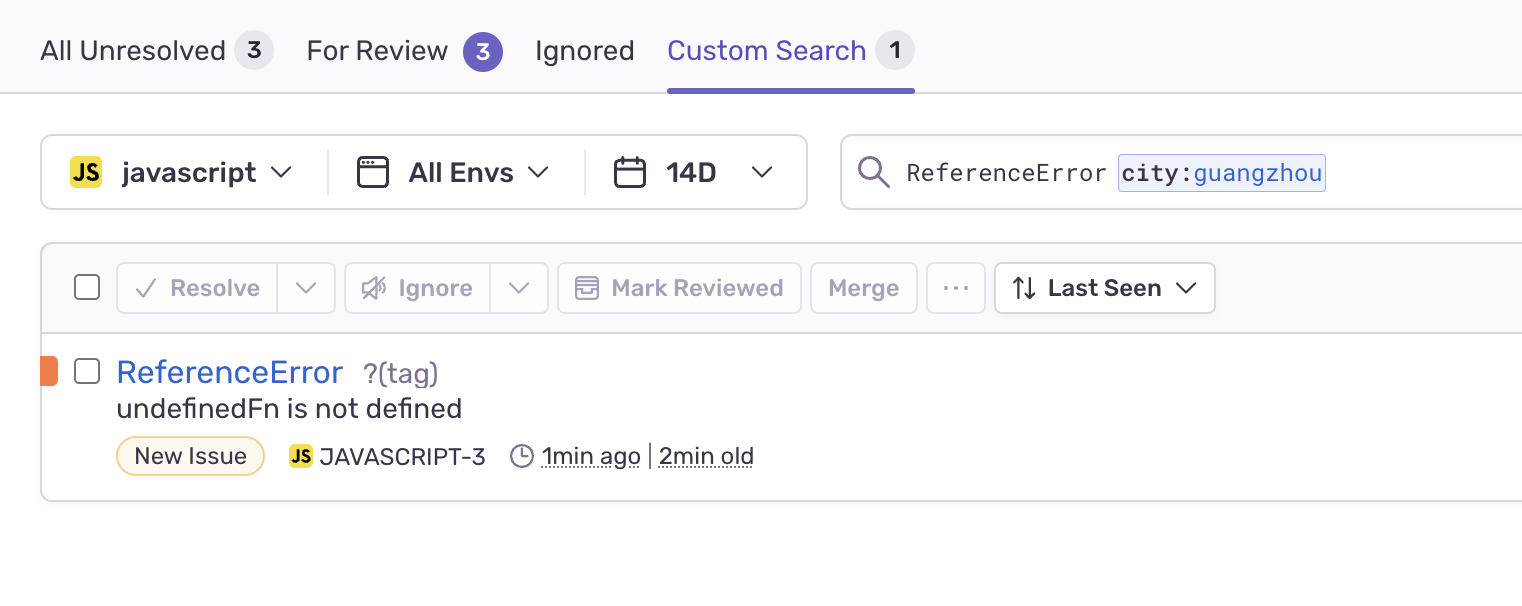 All Unresolved 3 For Review 3 Ignored Custom Search 1
JS javascript All Envs 14D ReferenceError city:guangzhou
Resolve Ignore Mark Reviewed Merge ... Last Seen
ReferenceError ?(tag)
undefinedFn is not defined
New Issue JS JAVASCRIPT-3 1min ago | 2min old